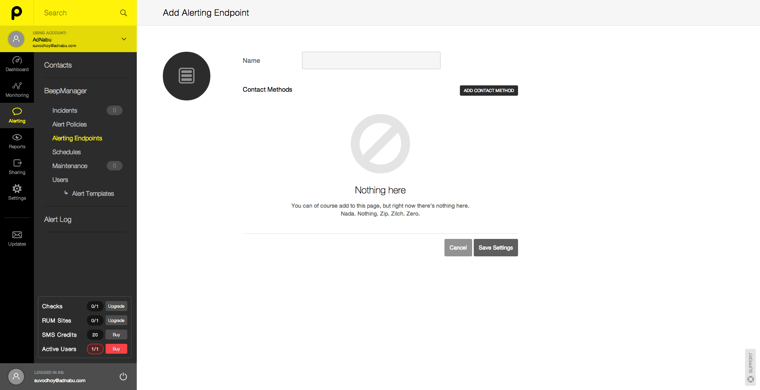 Search
USING ACCOUNT:
AdNabu
suvodhoy@adnabu.com
Dashboard
Monitoring
Alerting
Reports
Sharing
Settings
Updates
Contacts
BeepManager
Incidents 0
Alert Policies
Alerting Endpoints
Schedules
Maintenance 0
Users
Alert Templates
Alert Log
Checks 0/1 Upgrade
RUM Sites 0/1 Upgrade
SMS Credits 20 Buy
Active Users 1/1 Buy
LOGGED IN AS:
suvodhoy@adnabu.com
Add Alerting Endpoint
Name
Contact Methods ADD CONTACT METHOD
Nothing here
You can of course add to this page, but right now there's nothing here.
Nada. Nothing. Zip. Zilch. Zero.
Cancel Save Settings
SUPPORT